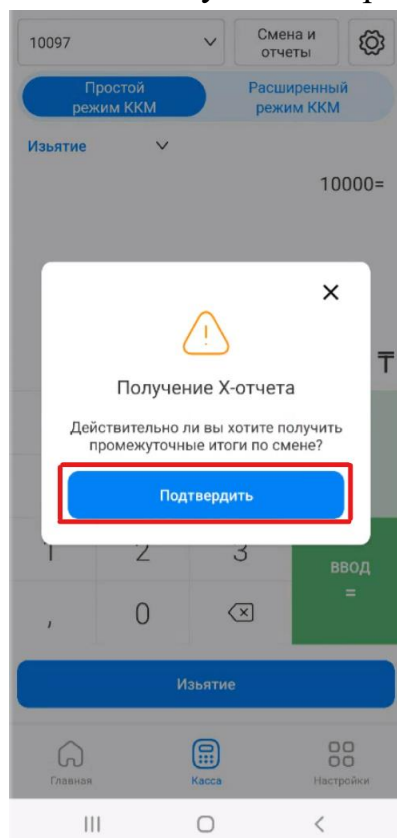 10097
Смена и
отчеты
Простой
режим ККМ
Расширенный
режим ККМ
Изъятие
10000=
₸
Получение X-отчета
Действительно ли вы хотите получить
промежуточные итоги по смене?
Подтвердить
1 2 3
ввод
=
, 0
Изъятие
Главная Касса Настройки